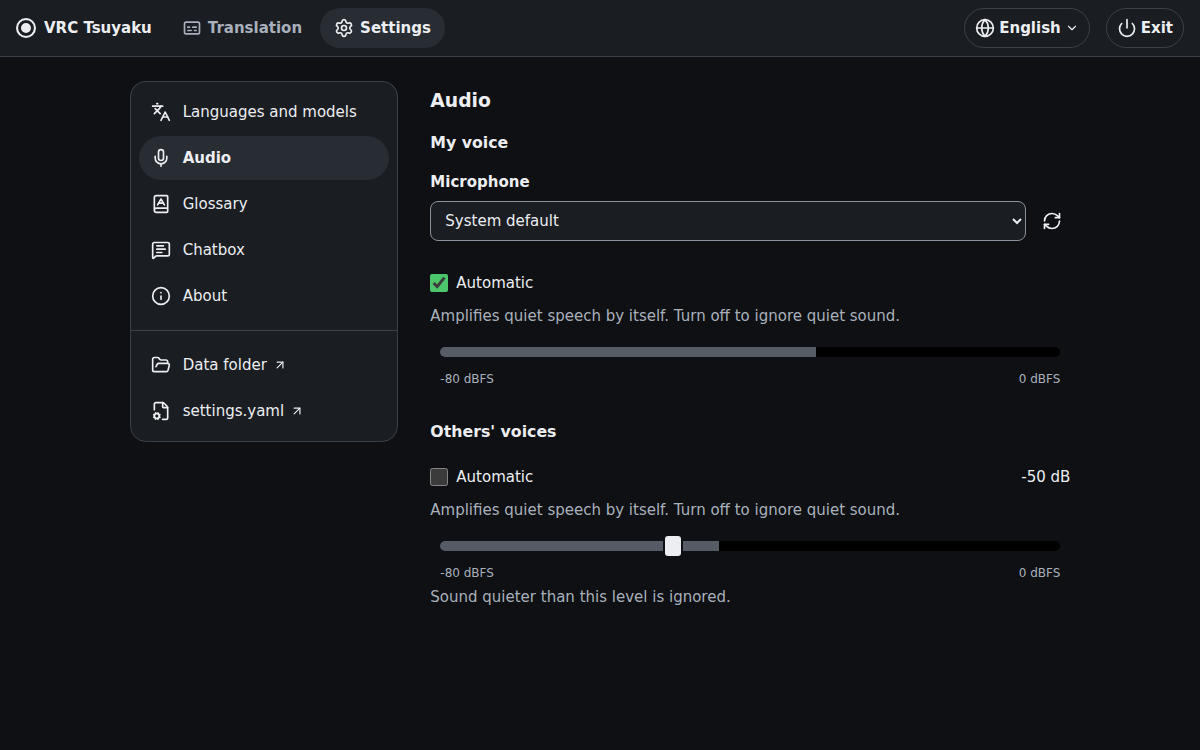 VRC Tsuyaku
Translation
Settings
English
Exit
Languages and models
Audio
Glossary
Chatbox
About
Data folder
settings.yaml
Audio
My voice
Microphone
System default
Automatic
Amplifies quiet speech by itself. Turn off to ignore quiet sound.
-80 dBFS
0 dBFS
Others' voices
Automatic
-50 dB
Amplifies quiet speech by itself. Turn off to ignore quiet sound.
-80 dBFS
0 dBFS
Sound quieter than this level is ignored.